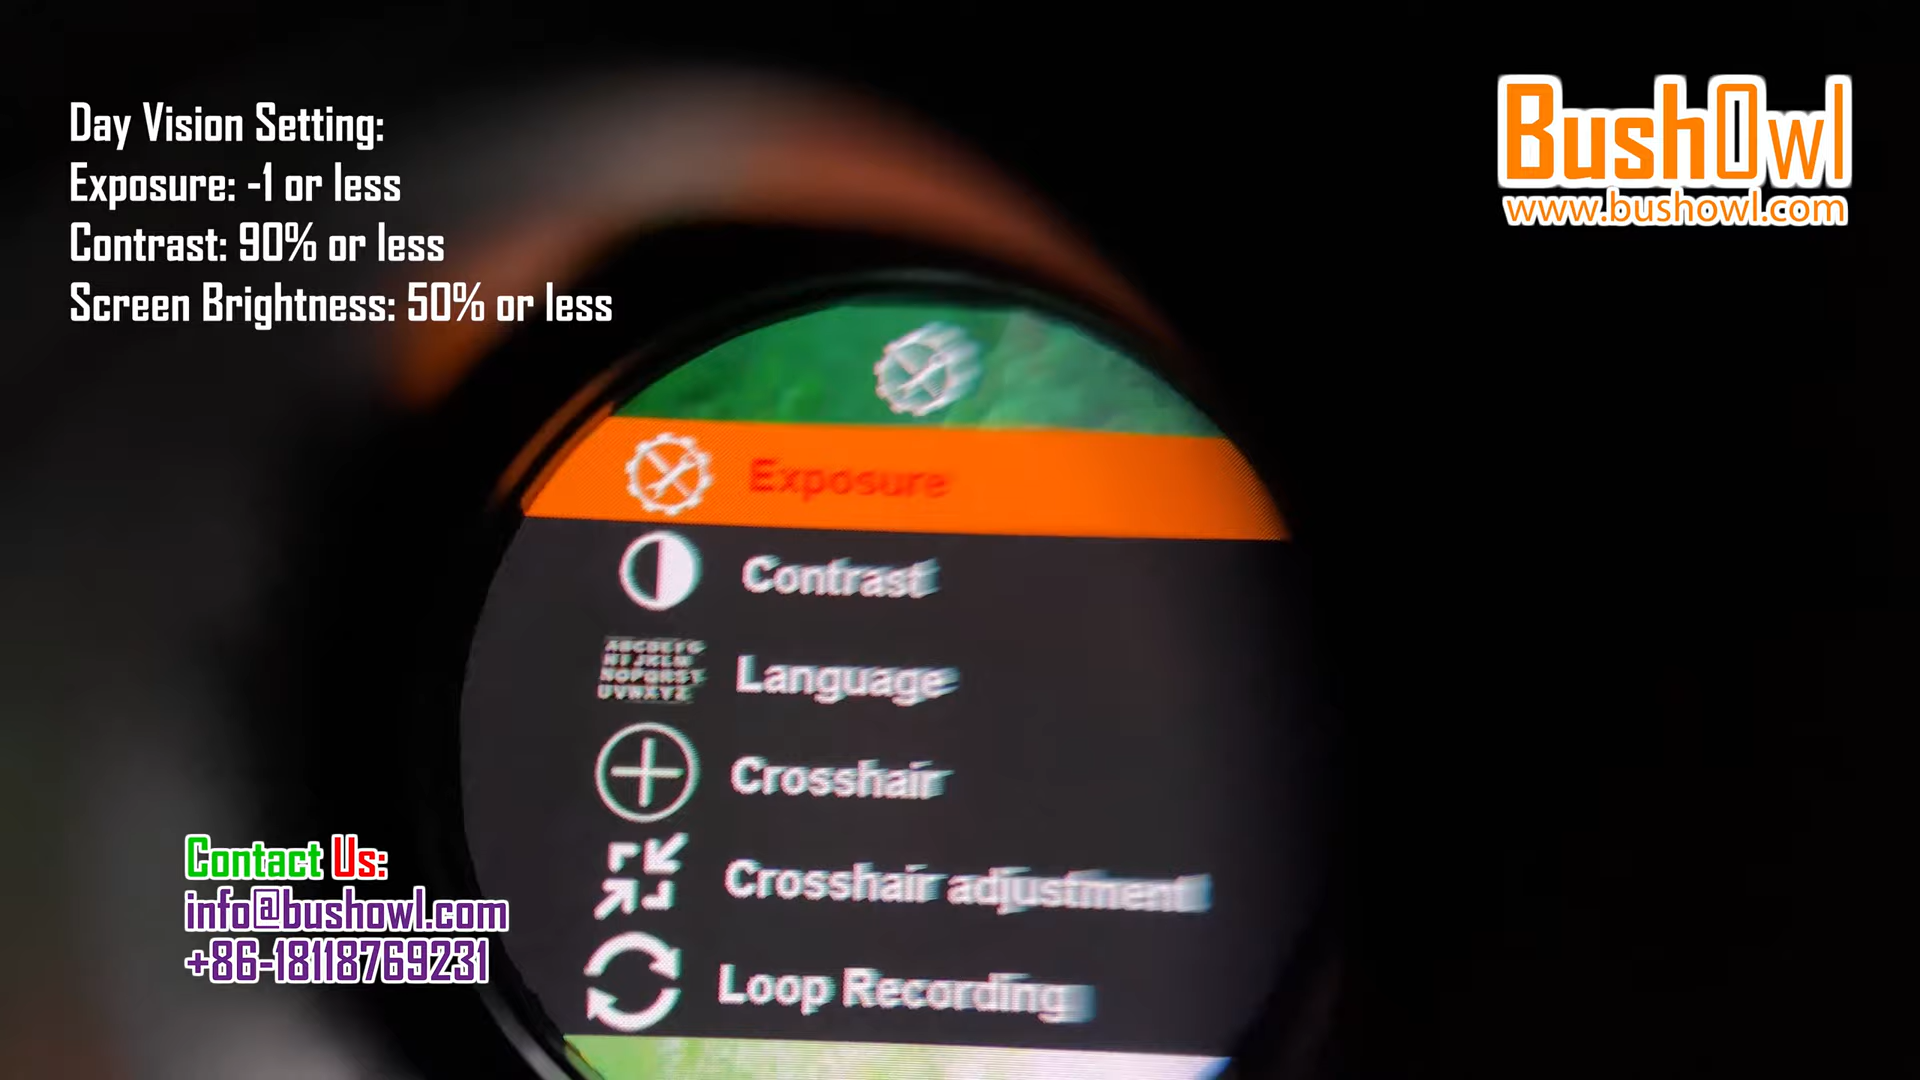 Day Vision Setting:
Exposure: -1 or less
Contrast: 90% or less
Screen Brightness: 50% or less
BushOwl
www.bushowl.com
Exposure
Contrast
Language
Crosshair
Crosshair adjustment
Loop Recording
Contact Us:
info@bushowl.com
+86-18118769231